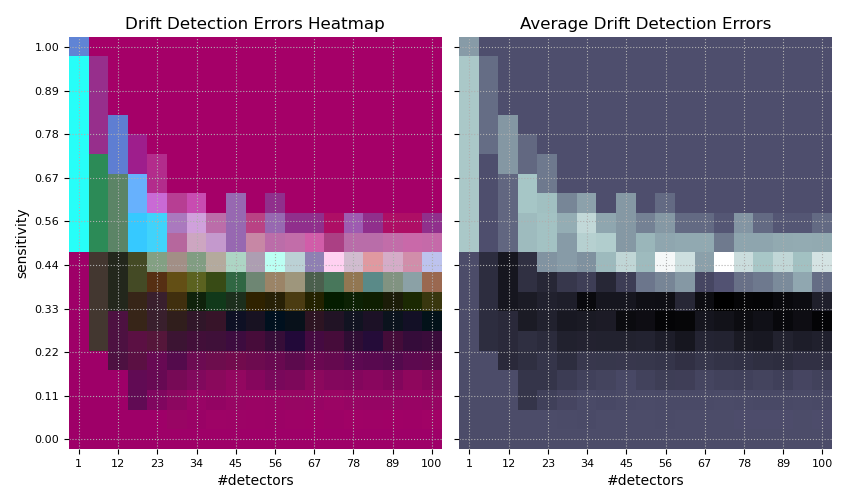 Drift Detection Errors Heatmap
Average Drift Detection Errors
1.00
0.89
0.78
0.67
0.56
0.44
0.33
0.22
0.11
0.00
sensitivity
1 12 23 34 45 56 67 78 89 100
1 12 23 34 45 56 67 78 89 100
#detectors
#detectors